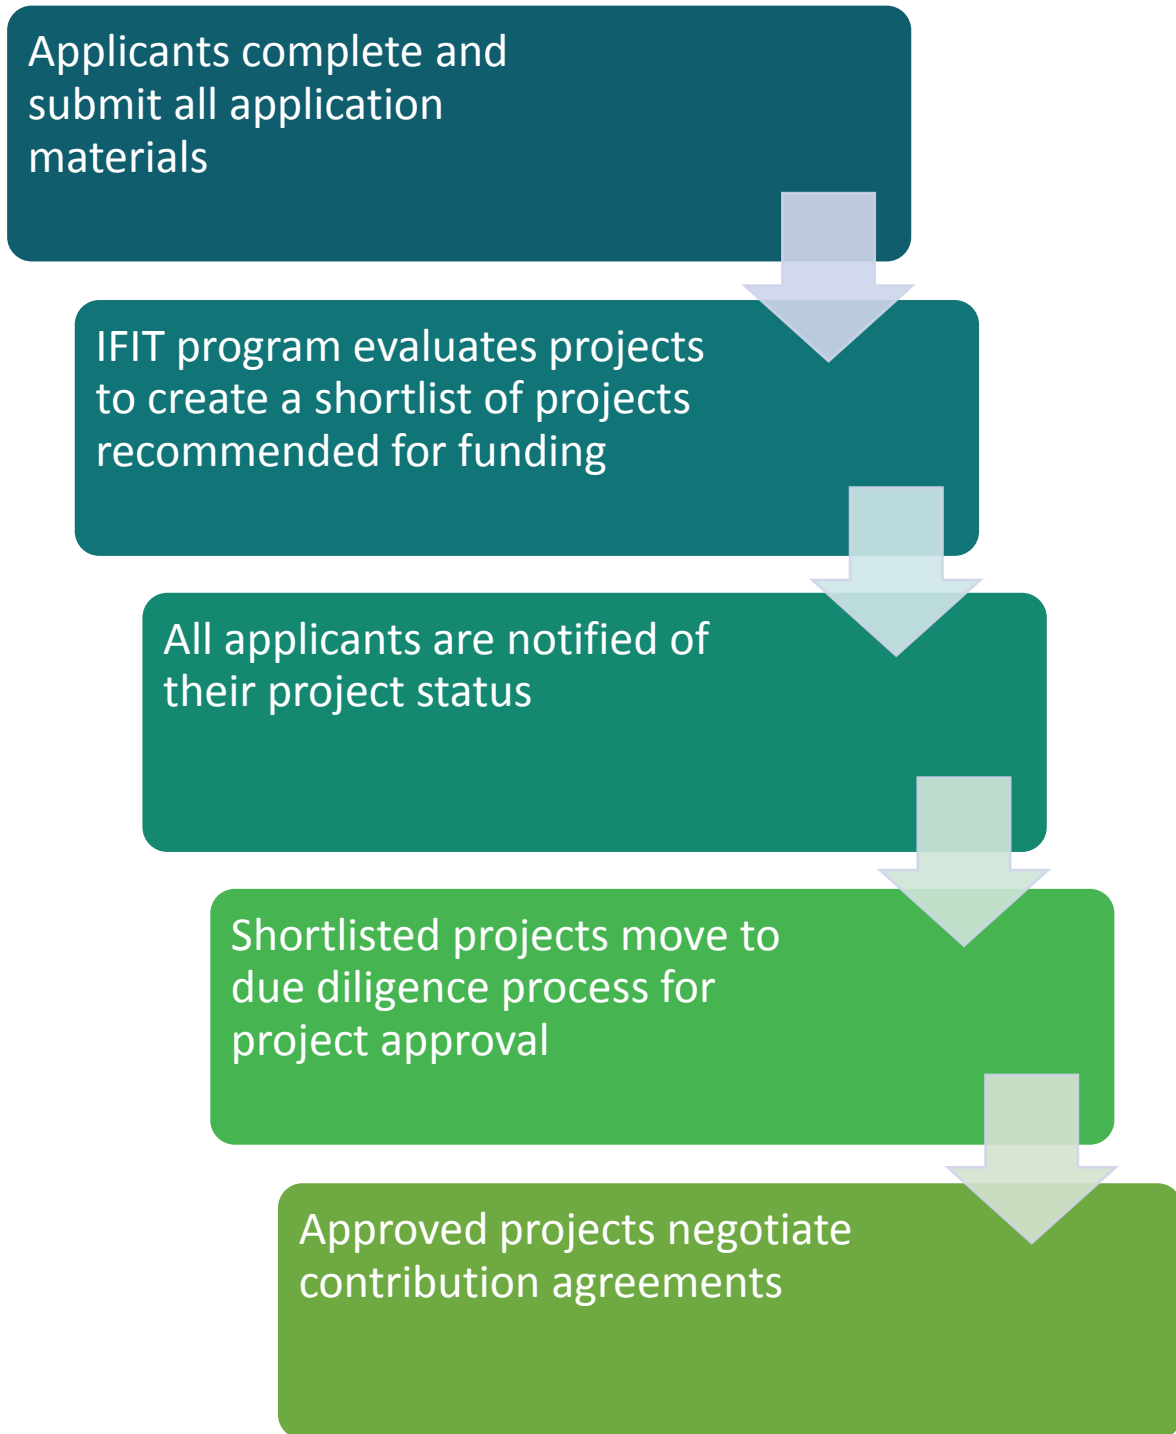 Applicants complete and
submit all application
materials
IFIT program evaluates projects
to create a shortlist of projects
recommended for funding
All applicants are notified of
their project status
Shortlisted projects move to
due diligence process for
project approval
Approved projects negotiate
contribution agreements